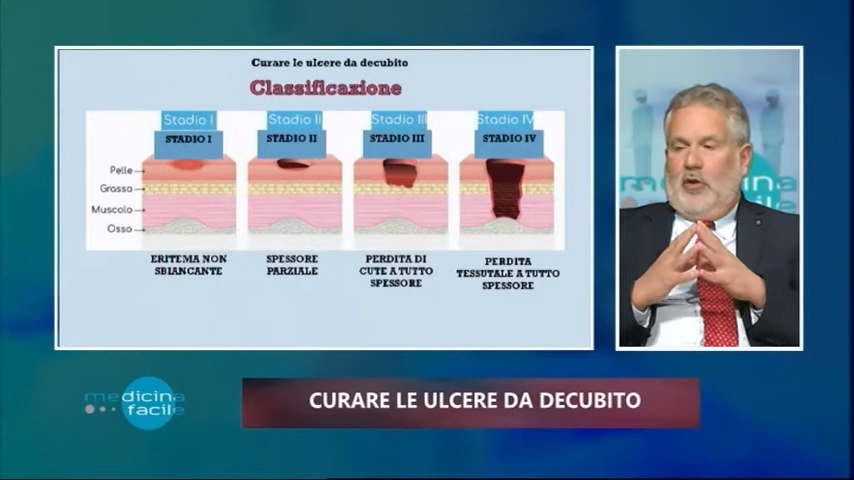 Curare le ulcere da decubito
Classificazione
Stadio I
Stadio II
Stadio III
Stadio IV
STADIO I
STADIO II
STADIO III
STADIO IV
Pelle
Grasso
Muscolo
Osso
ERITEMA NON
SBIANCANTE
SPESSORE
PARZIALE
PERDITA DI
CUTE A TUTTO
SPESSORE
PERDITA
TESSUTALE A TUTTO
SPESSORE
medicina
facile
medicina
facile
CURARE LE ULCERE DA DECUBITO